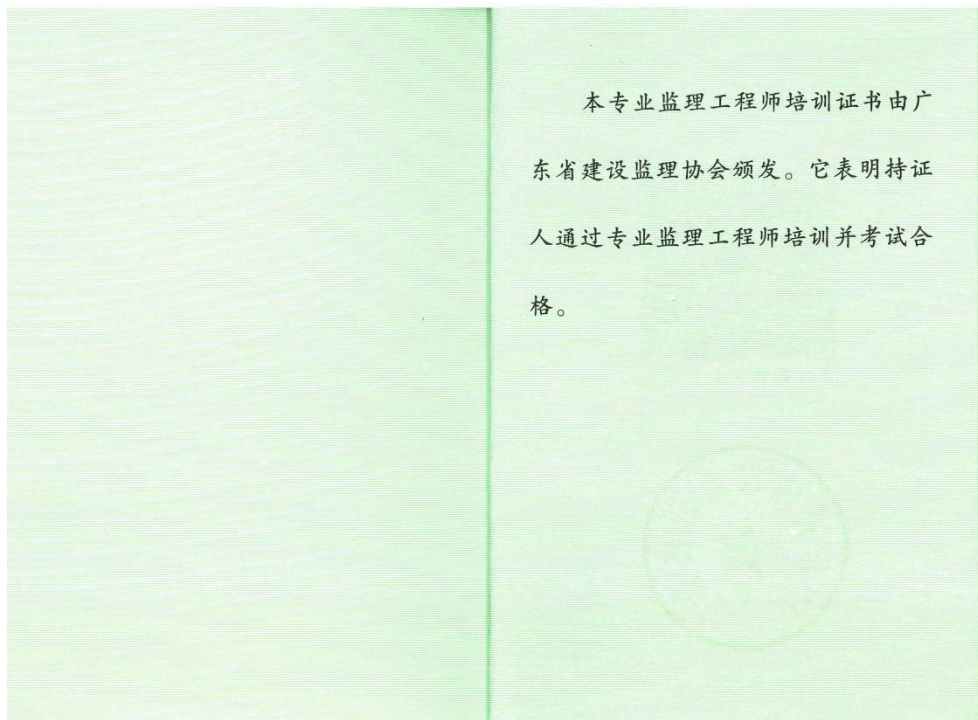 本专业监理工程师培训证书由广
东省建设监理协会颁发。它表明持证
人通过专业监理工程师培训并考试合
格。